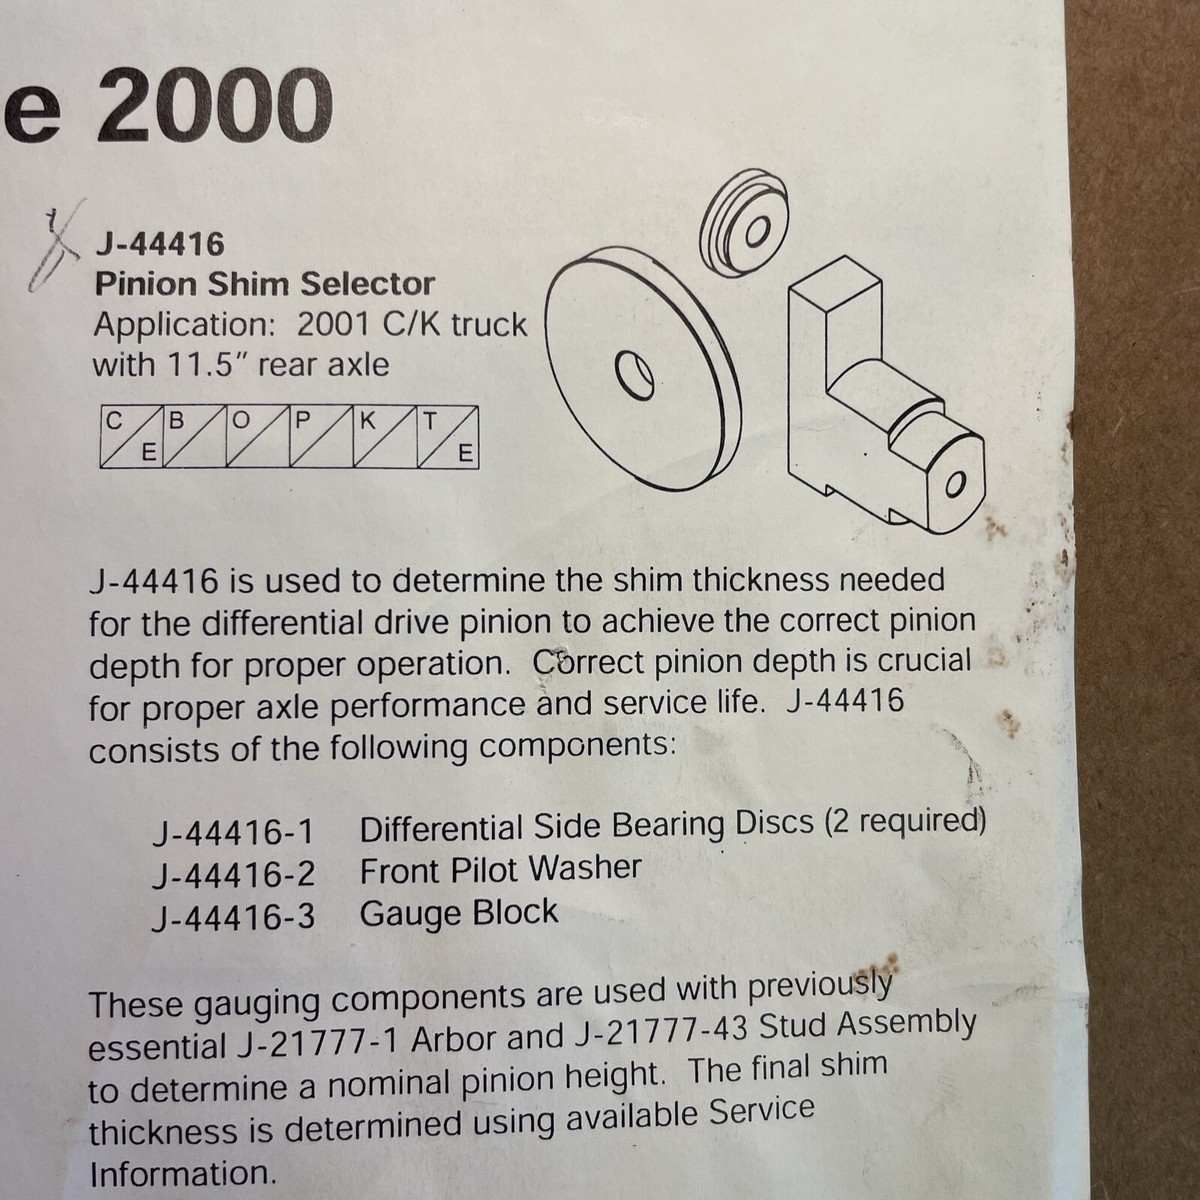 e 2000
J-44416
Pinion Shim Selector
Application: 2001 C/K truck
with 11.5" rear axle
C E B O P K T E
J-44416 is used to determine the shim thickness needed
for the differential drive pinion to achieve the correct pinion
depth for proper operation. Correct pinion depth is crucial
for proper axle performance and service life. J-44416
consists of the following components:
J-44416-1 Differential Side Bearing Discs (2 required)
J-44416-2 Front Pilot Washer
J-44416-3 Gauge Block
These gauging components are used with previously
essential J-21777-1 Arbor and J-21777-43 Stud Assembly
to determine a nominal pinion height. The final shim
thickness is determined using available Service
Information.